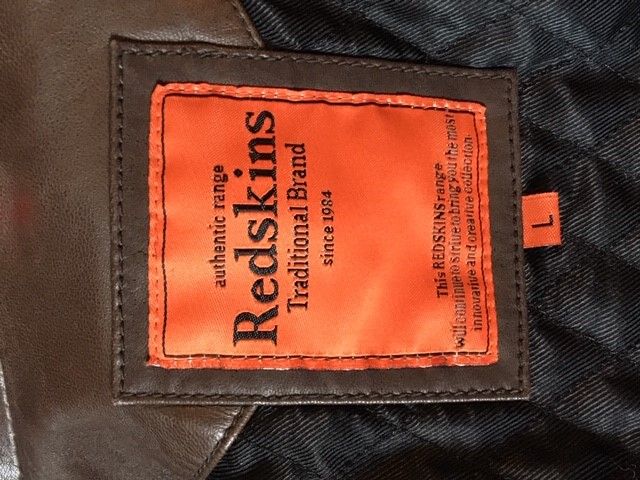 authentic range
Redskins
Traditional Brand
since 1984
This REDSKINS range
will continue to strive to bring you the most
innovative and creative collection.
L